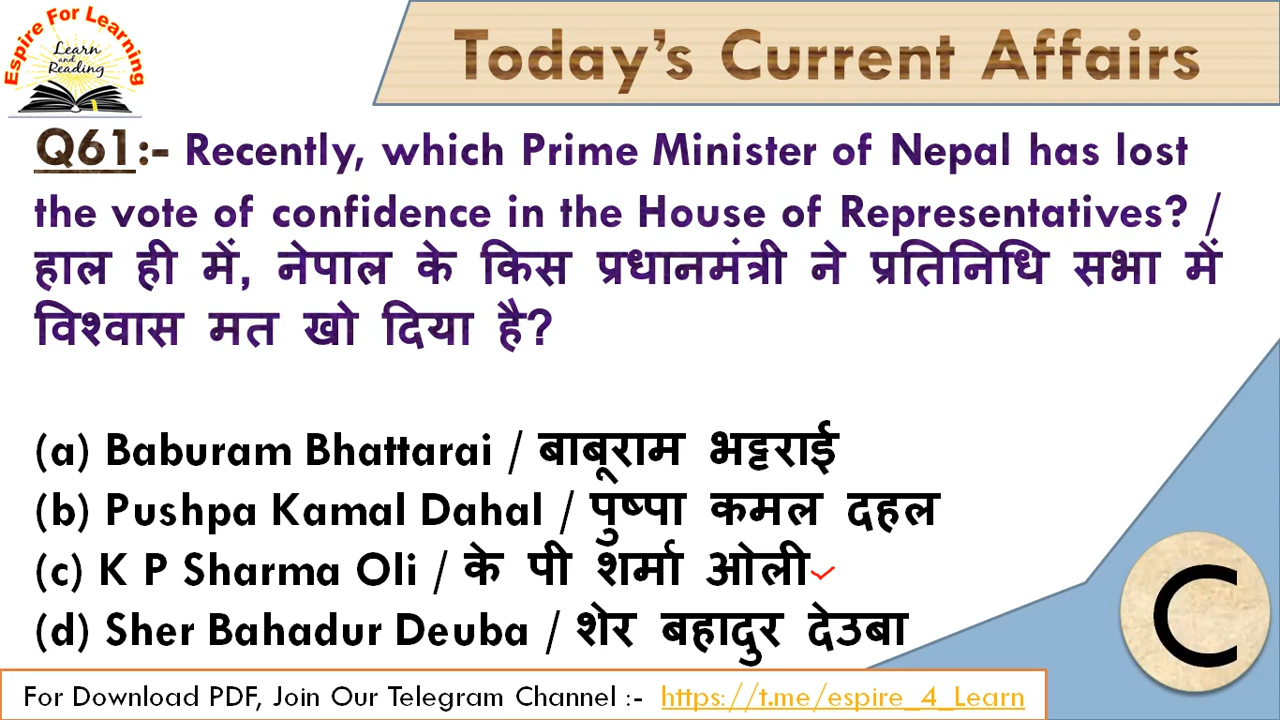 Espire For Learning
Learn
and
Reading
Today's Current Affairs
Q61:- Recently, which Prime Minister of Nepal has lost
the vote of confidence in the House of Representatives? /
हाल ही में, नेपाल के किस प्रधानमंत्री ने प्रतिनिधि सभा में
विश्वास मत खो दिया है?
(a) Baburam Bhattarai / बाबूराम भट्टराई
(b) Pushpa Kamal Dahal / पुष्पा कमल दहल
(c) K P Sharma Oli / के पी शर्मा ओली
(d) Sher Bahadur Deuba / शेर बहादुर देउबा
C
For Download PDF, Join Our Telegram Channel :- https://t.me/espire_4_Learn